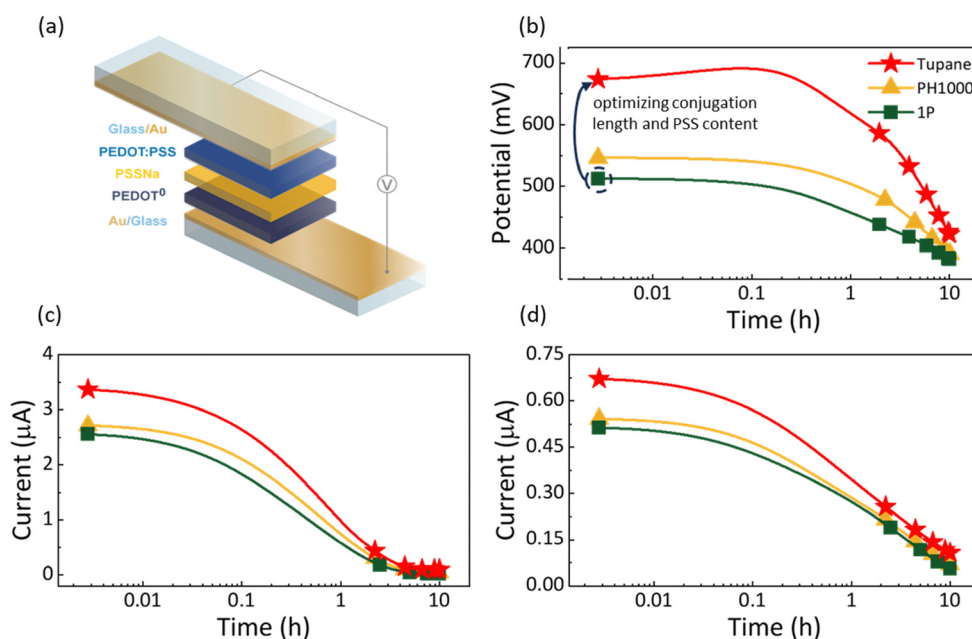 (a)
Glass/Au
PEDOT:PSS
PSSNa
PEDOT⁰
Au/Glass
V
(b)
Potential (mV)
700
600
500
400
0.01
0.1
1
10
Time (h)
Tupane
PH1000
1P
optimizing conjugation
length and PSS content
(c)
Current (μA)
4
3
2
1
0
0.01
0.1
1
10
Time (h)
(d)
Current (μA)
0.75
0.60
0.45
0.30
0.15
0.00
0.01
0.1
1
10
Time (h)